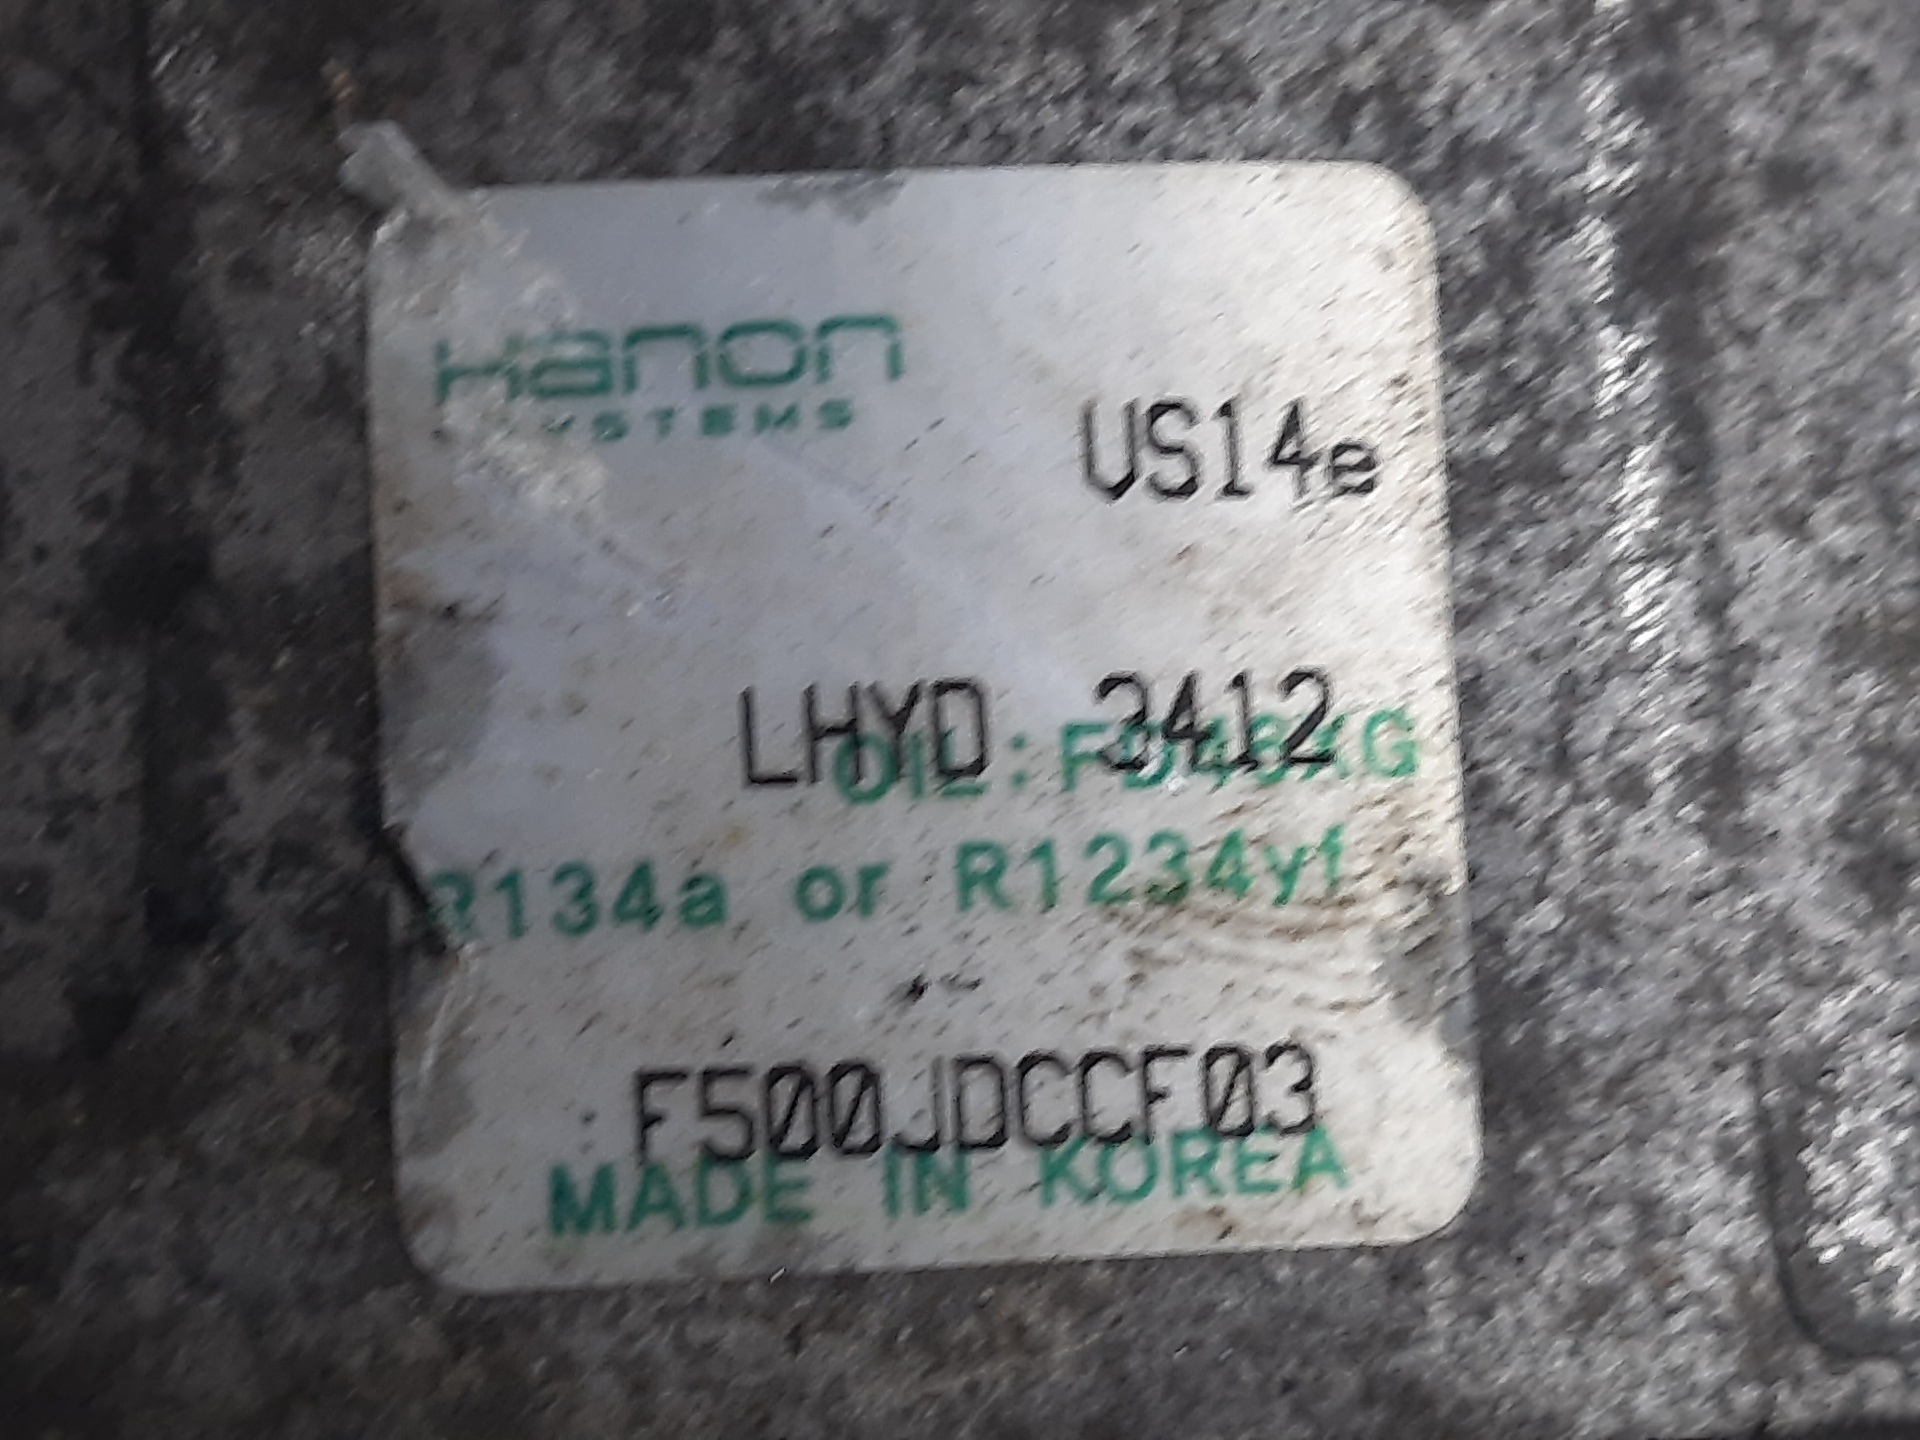 Hanon
SYSTEMS
VS14e
LHYD 3412
OIL:FD46XG
R134a or R1234yf
: F500JDCCF03
MADE IN KOREA